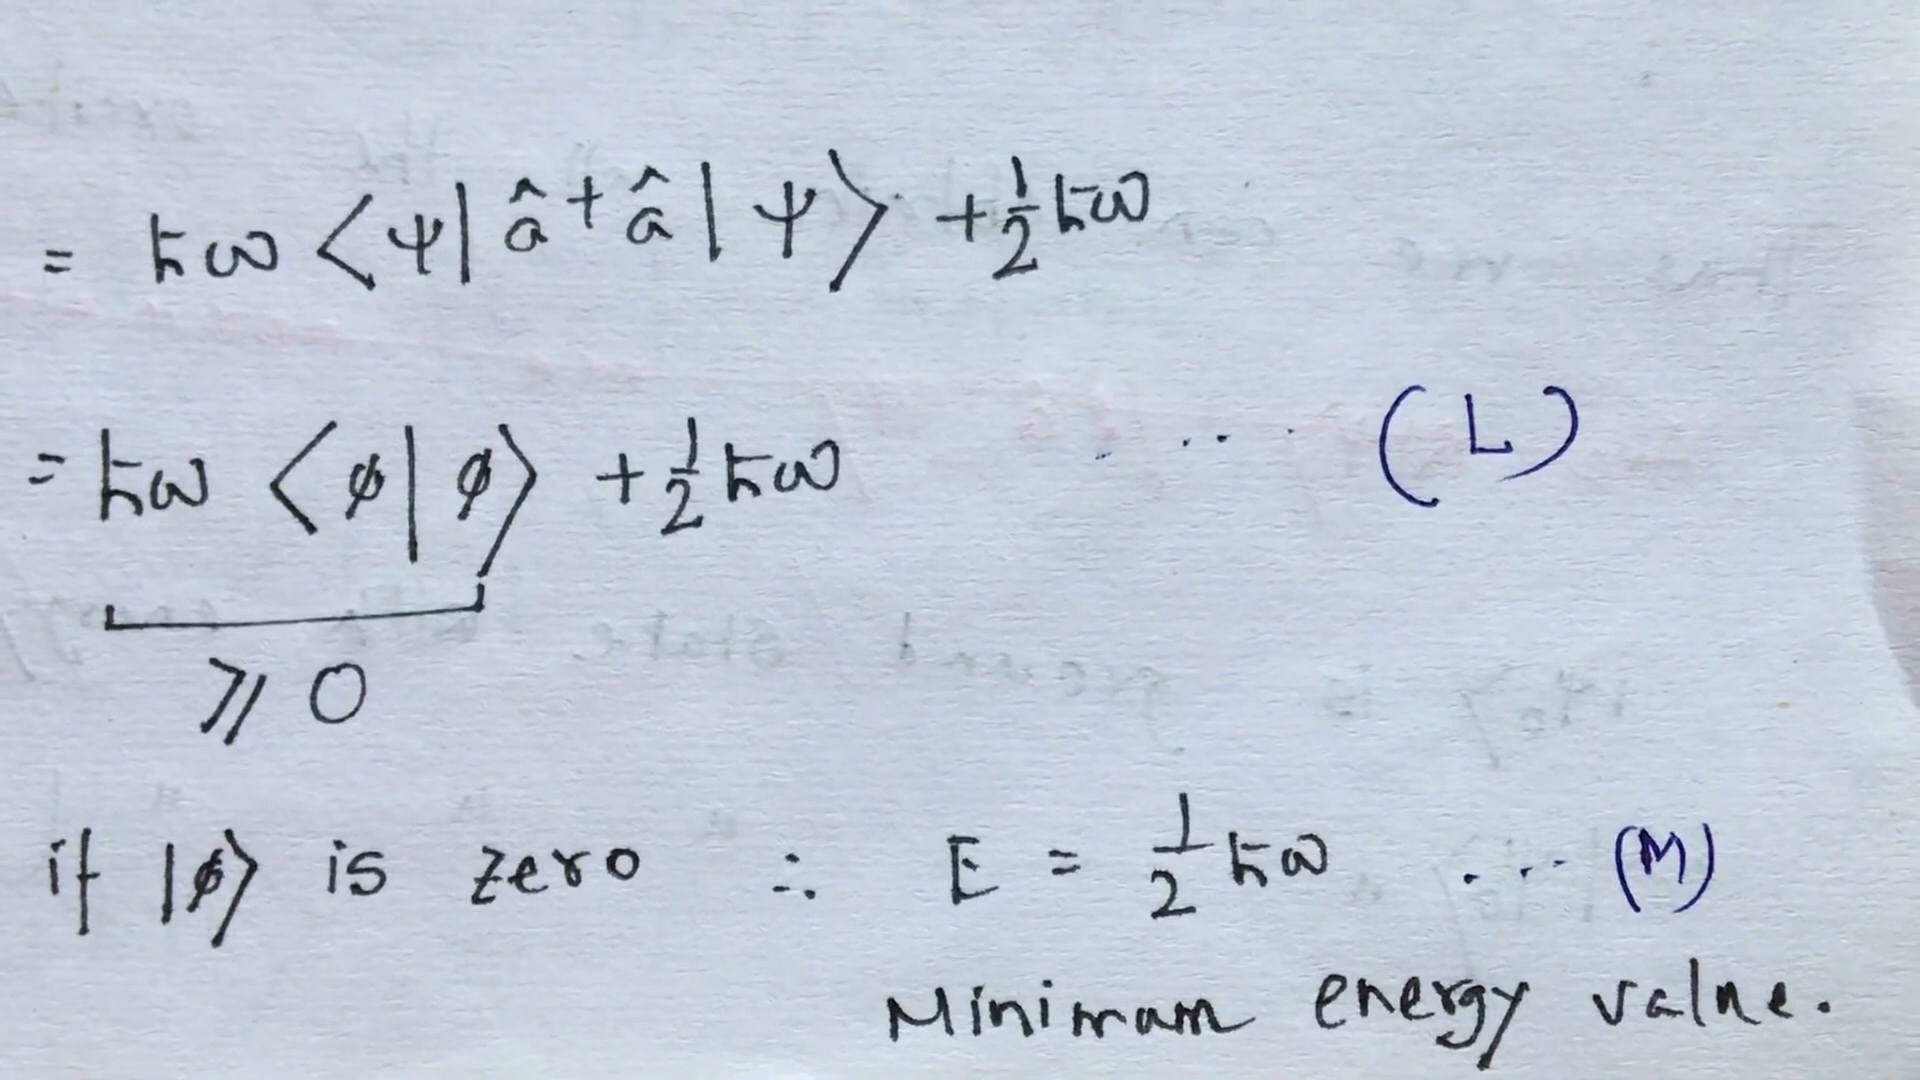 = ħω ⟨ψ| â⁺ â | ψ⟩ + 1/2 ħω
= ħω ⟨ϕ|ϕ⟩ + 1/2 ħω ..... (L)
⩾ 0
if |ϕ⟩ is zero ∴ E = 1/2 ħω .... (M)
Minimum energy value.